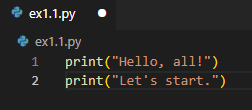 ex1.1.py
ex1.1.py
1 print("Hello, all!")
2 print("Let's start.")